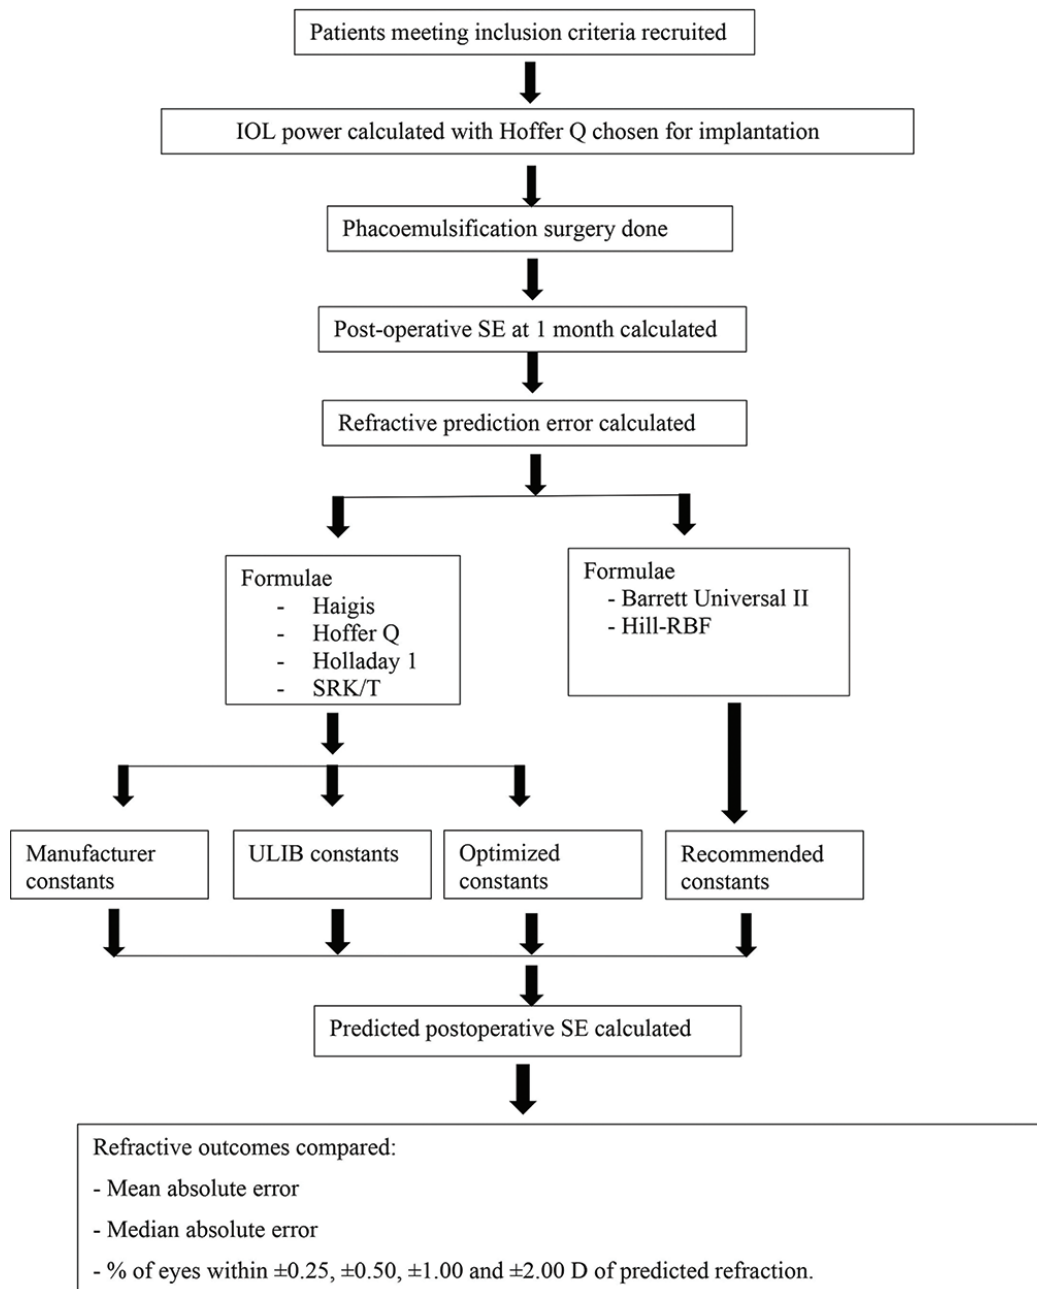 Patients meeting inclusion criteria recruited
IOL power calculated with Hoffer Q chosen for implantation
Phacoemulsification surgery done
Post-operative SE at 1 month calculated
Refractive prediction error calculated
Formulae
- Haigis
- Hoffer Q
- Holladay 1
- SRK/T
Formulae
- Barrett Universal II
- Hill-RBF
Manufacturer
constants
ULIB constants
Optimized
constants
Recommended
constants
Predicted postoperative SE calculated
Refractive outcomes compared:
- Mean absolute error
- Median absolute error
- % of eyes within ±0.25, ±0.50, ±1.00 and ±2.00 D of predicted refraction.